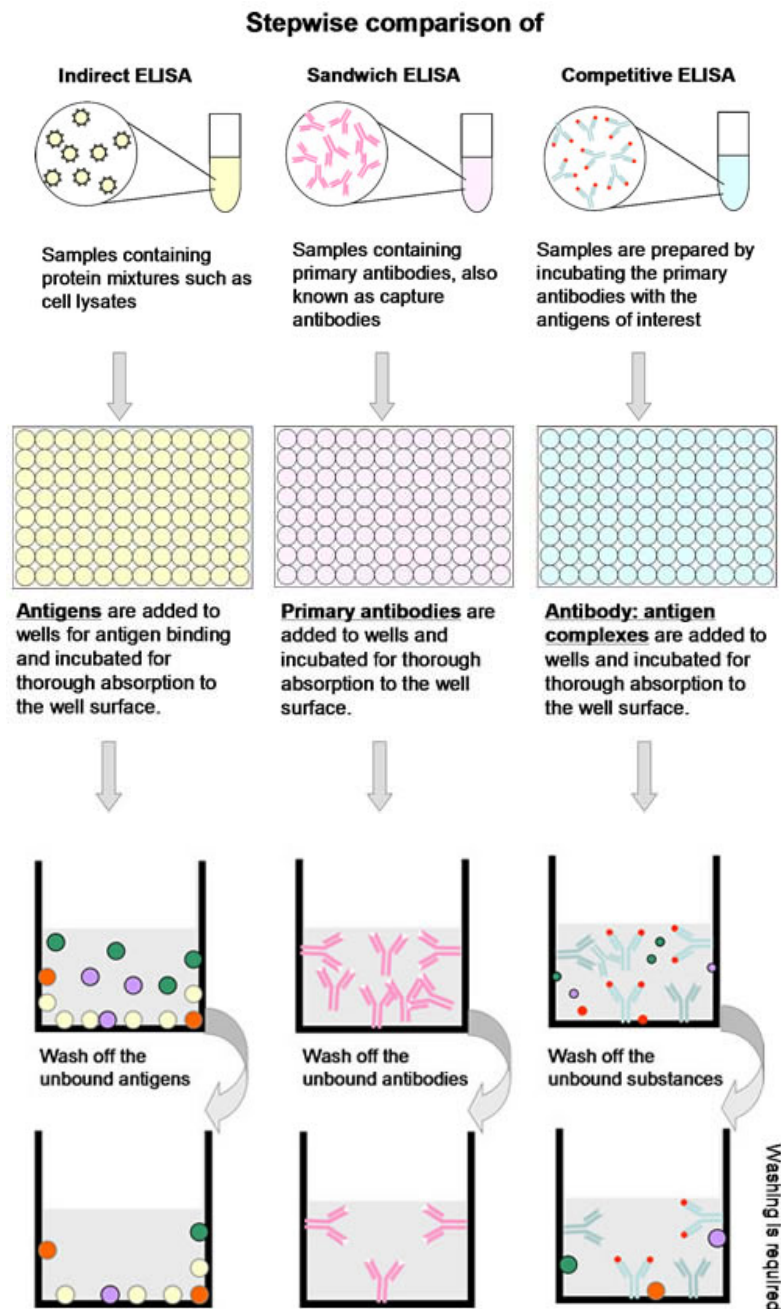 Stepwise comparison of
Indirect ELISA
Sandwich ELISA
Competitive ELISA
Samples containing
protein mixtures such as
cell lysates
Samples containing
primary antibodies, also
known as capture
antibodies
Samples are prepared by
incubating the primary
antibodies with the
antigens of interest
Antigens are added to
wells for antigen binding
and incubated for
thorough absorption to
the well surface.
Primary antibodies are
added to wells and
incubated for thorough
absorption to the well
surface.
Antibody: antigen
complexes are added to
wells and incubated for
thorough absorption to
the well surface.
Wash off the
unbound antigens
Wash off the
unbound antibodies
Wash off the
unbound substances
Washing is require